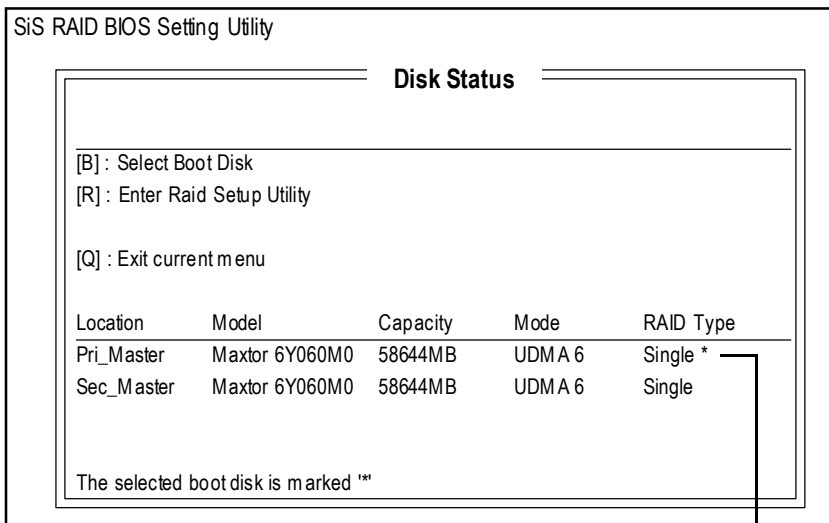 SiS RAID BIOS Setting Utility
Disk Status
[B] : Select Boot Disk
[R] : Enter Raid Setup Utility
[Q] : Exit current menu
Location Model Capacity Mode RAID Type
Pri_Master Maxtor 6Y060M0 58644MB UDMA 6 Single *
Sec_Master Maxtor 6Y060M0 58644MB UDMA 6 Single
The selected boot disk is marked '*'